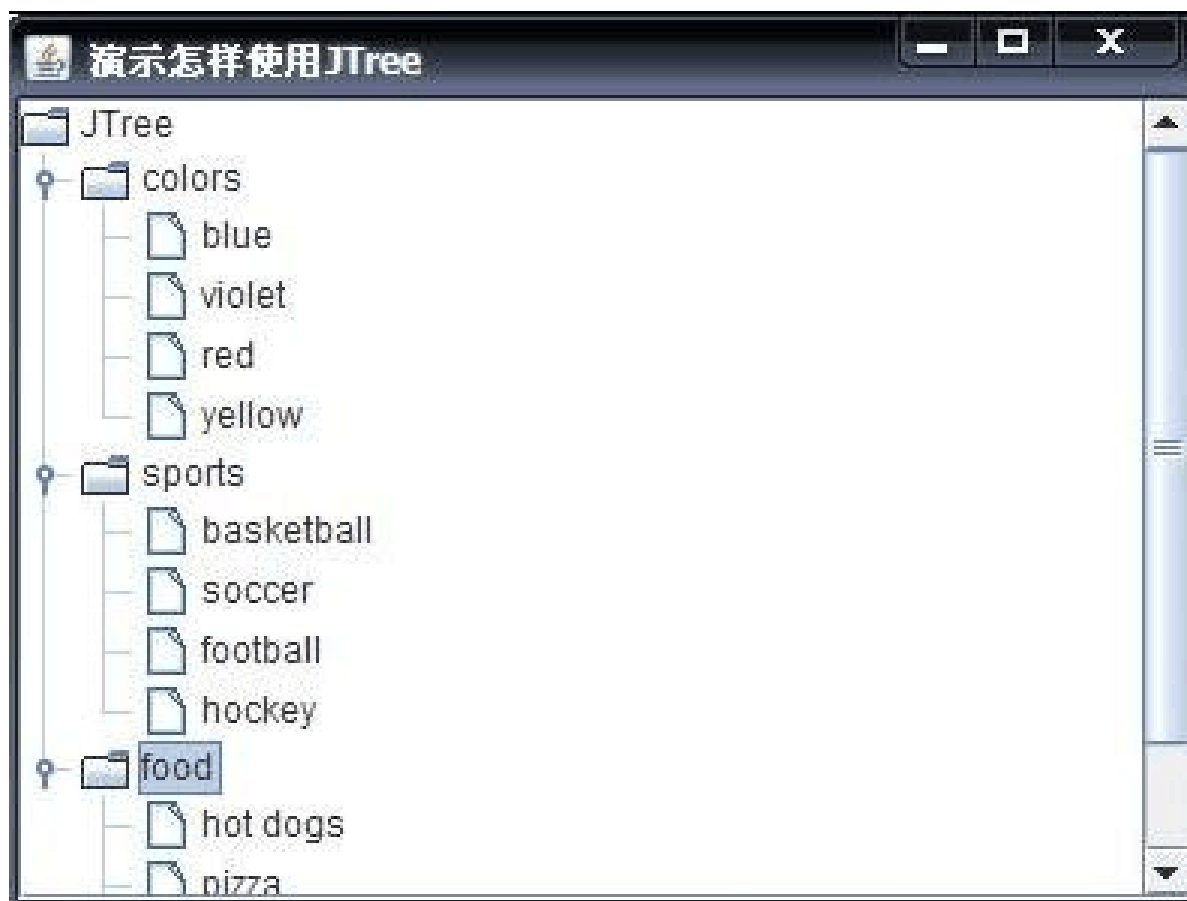 演示怎样使用JTree
JTree
colors
blue
violet
red
yellow
sports
basketball
soccer
football
hockey
food
hot dogs
pizza